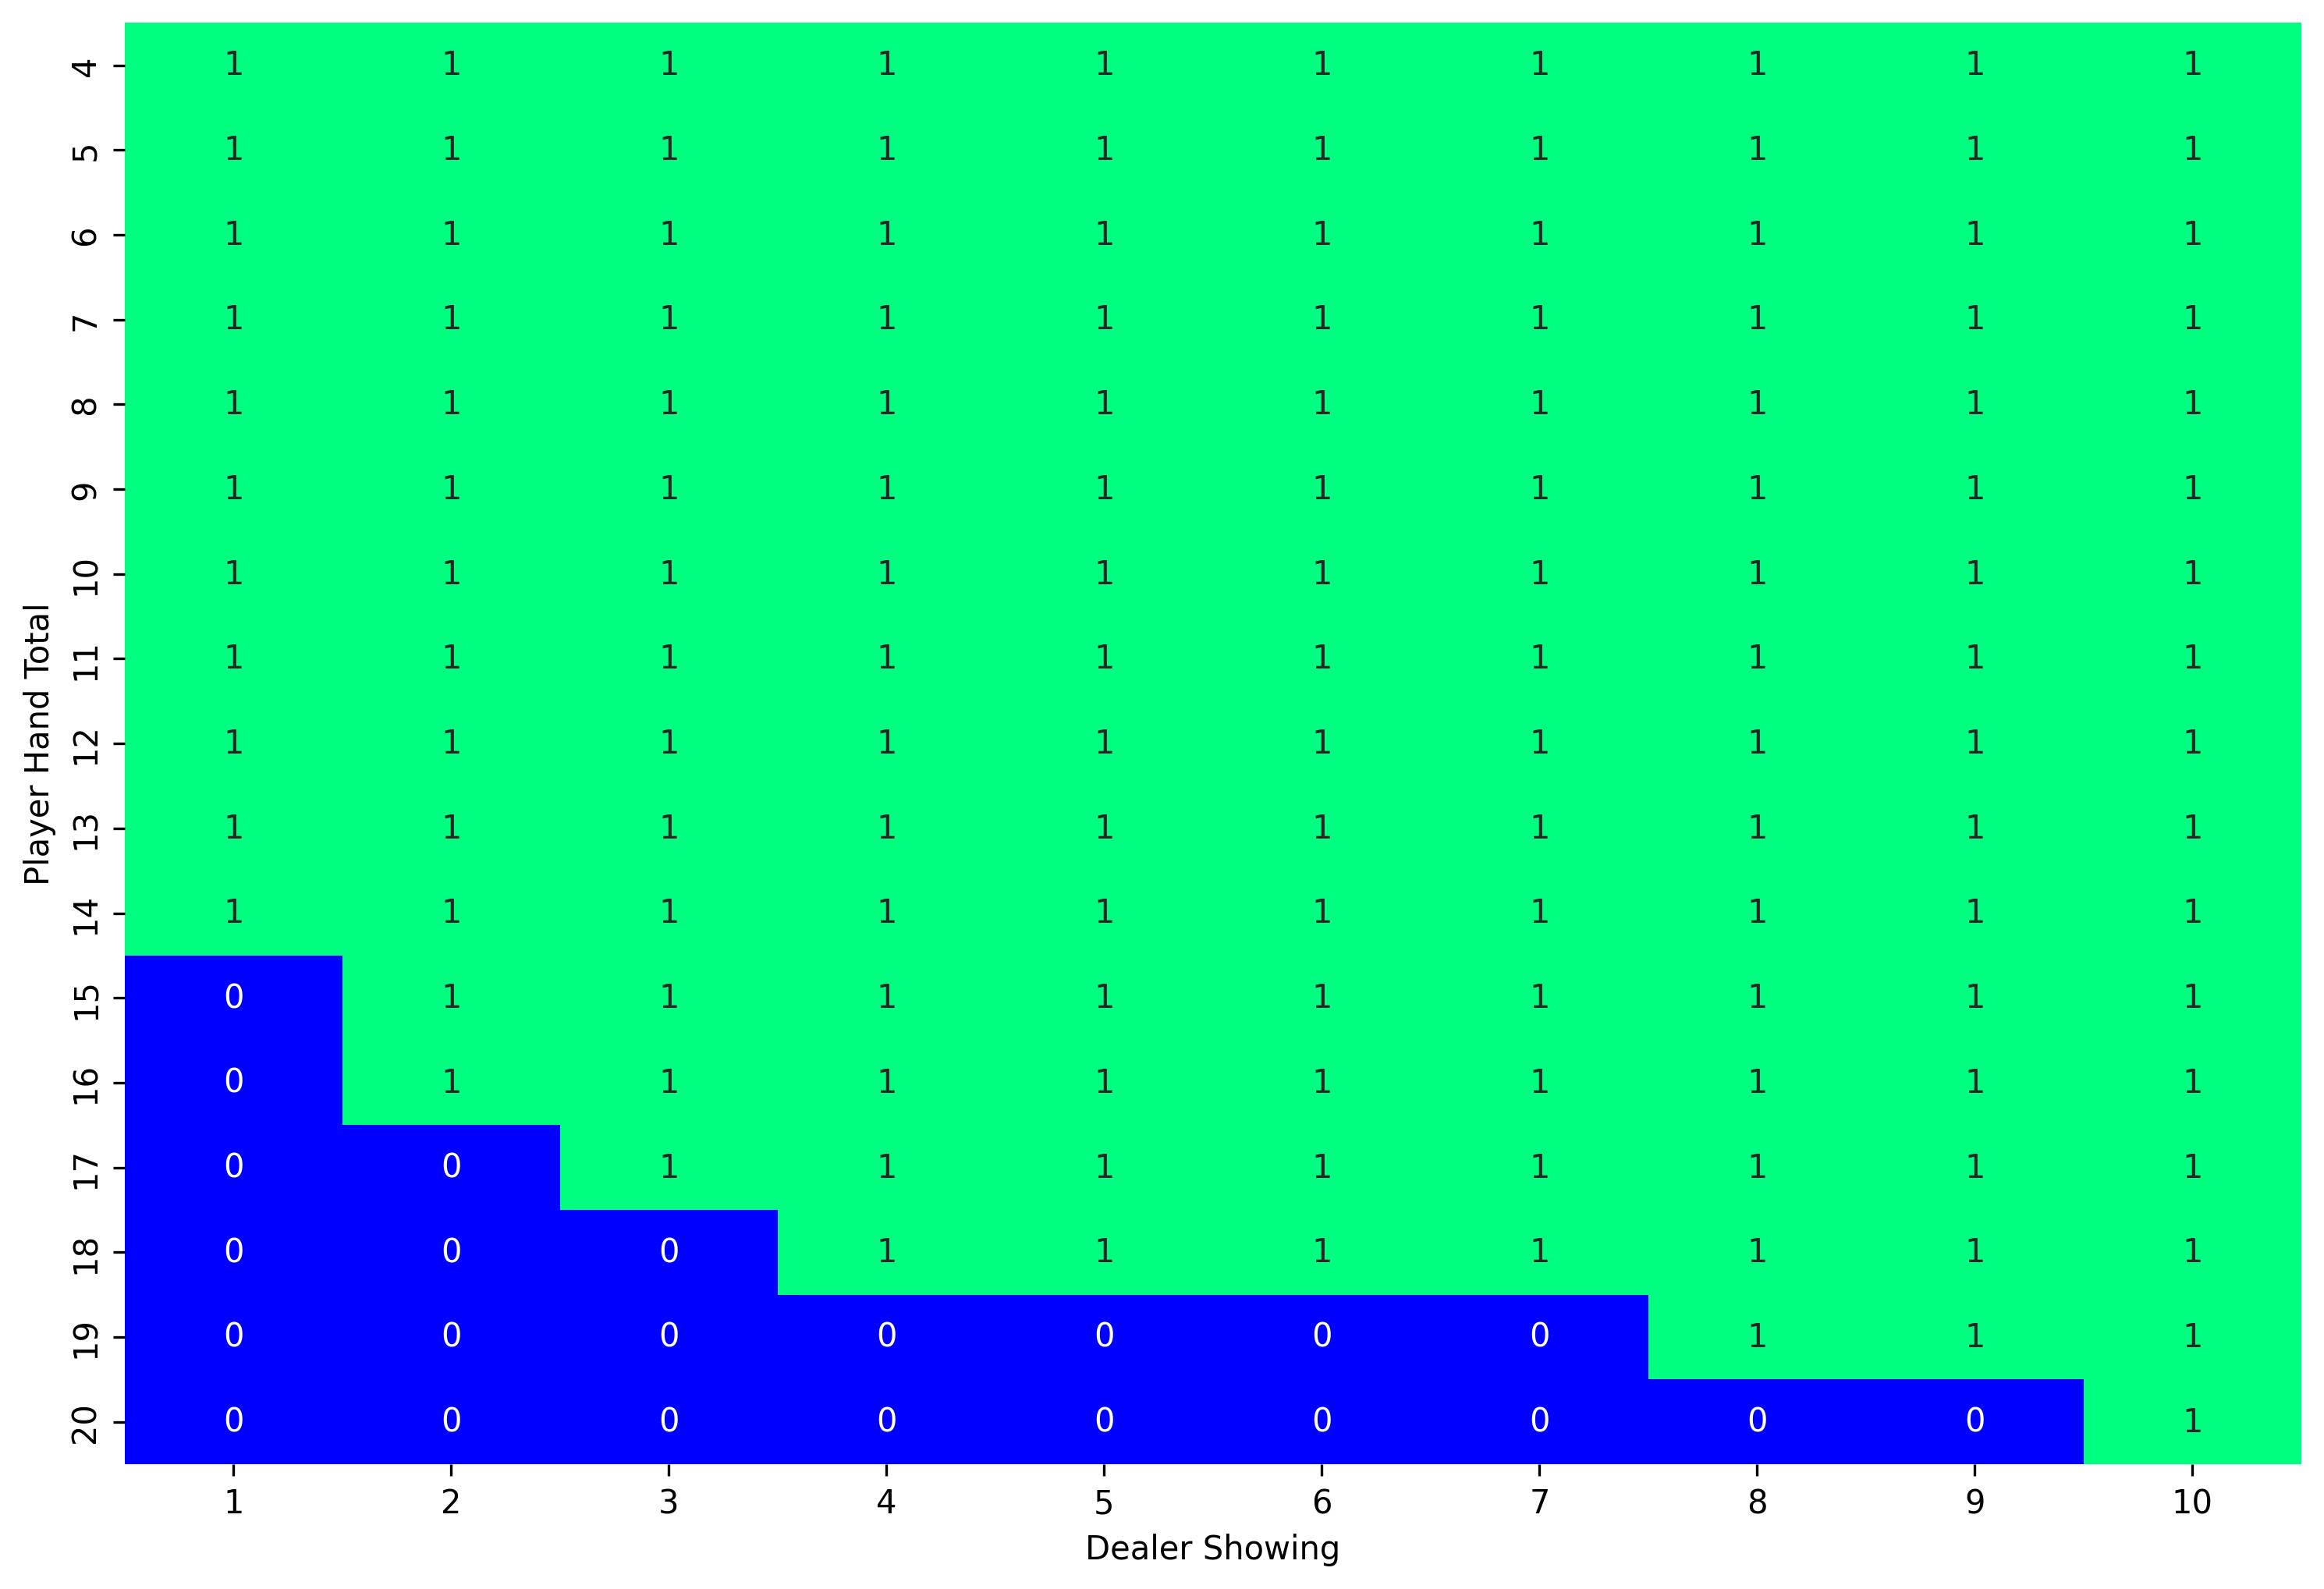 4 1 1 1 1 1 1 1 1 1 1
5 1 1 1 1 1 1 1 1 1 1
6 1 1 1 1 1 1 1 1 1 1
7 1 1 1 1 1 1 1 1 1 1
8 1 1 1 1 1 1 1 1 1 1
9 1 1 1 1 1 1 1 1 1 1
10 1 1 1 1 1 1 1 1 1 1
11 1 1 1 1 1 1 1 1 1 1
12 1 1 1 1 1 1 1 1 1 1
13 1 1 1 1 1 1 1 1 1 1
14 1 1 1 1 1 1 1 1 1 1
15 0 1 1 1 1 1 1 1 1 1
16 0 1 1 1 1 1 1 1 1 1
17 0 0 1 1 1 1 1 1 1 1
18 0 0 0 1 1 1 1 1 1 1
19 0 0 0 0 0 0 0 1 1 1
20 0 0 0 0 0 0 0 0 0 1
1 2 3 4 5 6 7 8 9 10
Dealer Showing
Player Hand Total